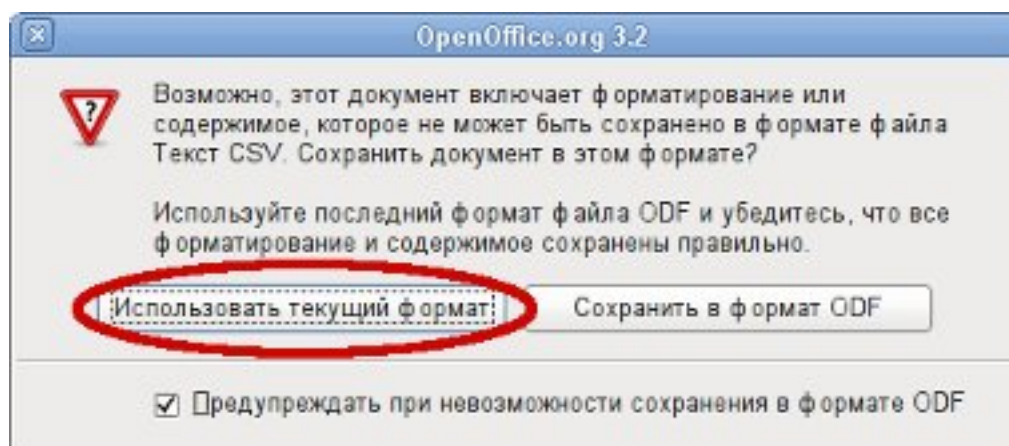 OpenOffice.org 3.2
Возможно, этот документ включает форматирование или
содержимое, которое не может быть сохранено в формате файла
Текст CSV. Сохранить документ в этом формате?
Используйте последний формат файла ODF и убедитесь, что все
форматирование и содержимое сохранены правильно.
Использовать текущий формат Сохранить в формат ODF
Предупреждать при невозможности сохранения в формате ODF